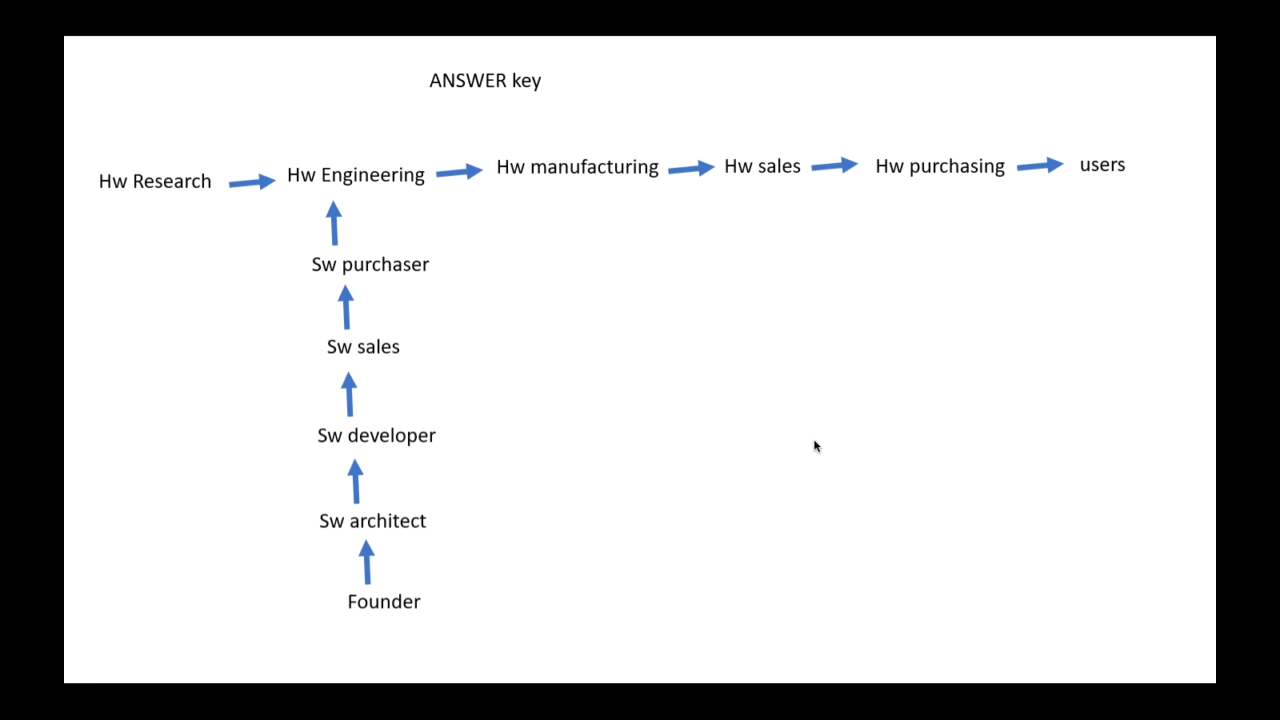 ANSWER key
Hw Research
Hw Engineering
Hw manufacturing
Hw sales
Hw purchasing
users
Sw purchaser
Sw sales
Sw developer
Sw architect
Founder